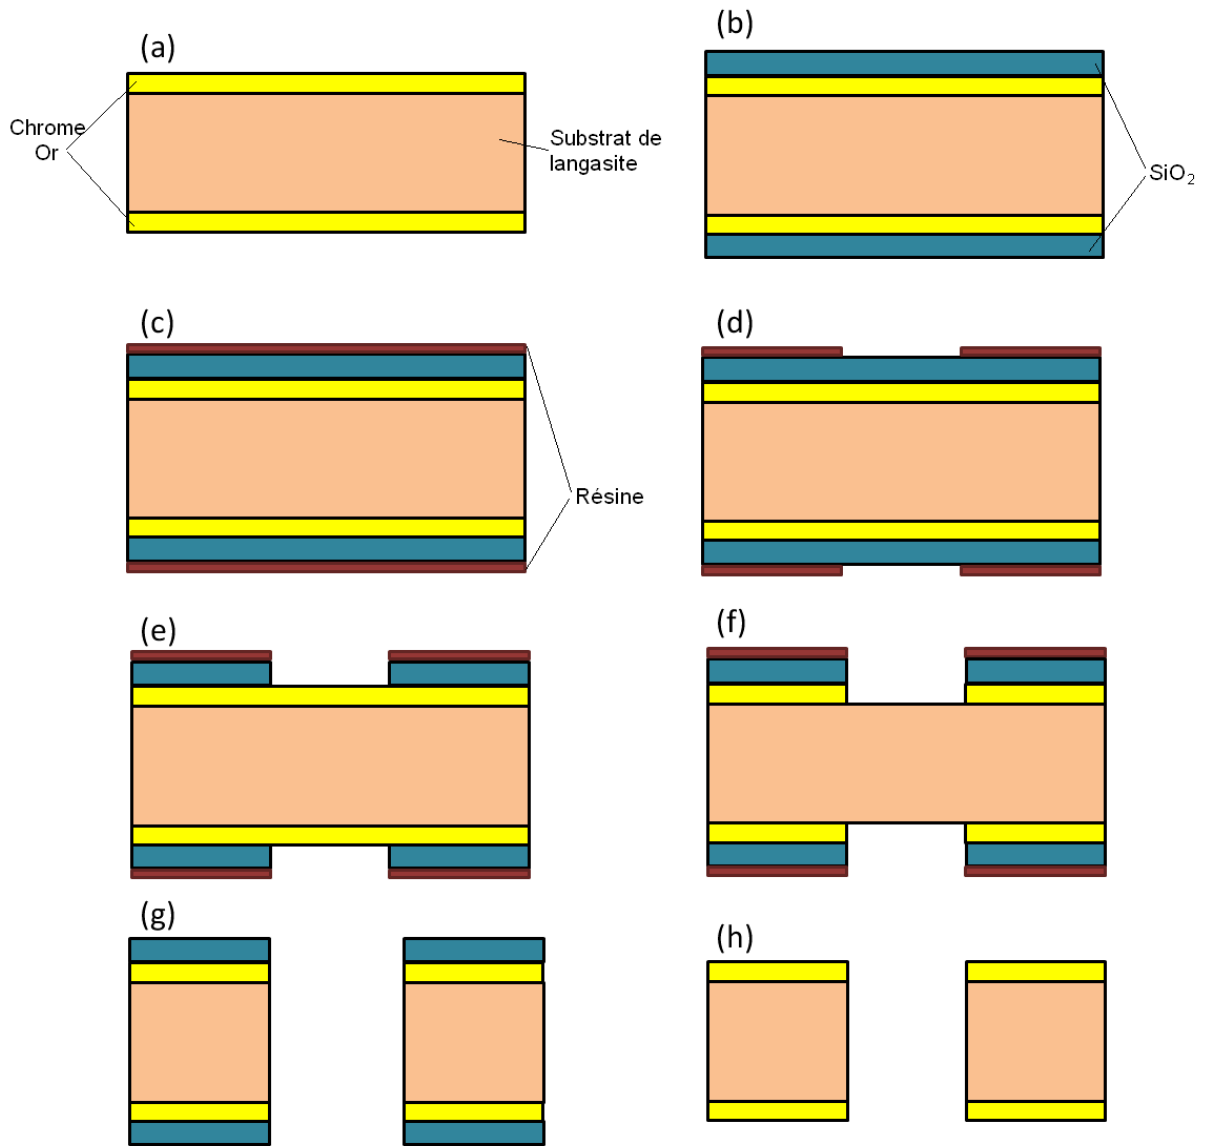 (a)
(b)
Chrome
Or
Substrat de
langasite
SiO₂
(c)
(d)
Résine
(e)
(f)
(g)
(h)